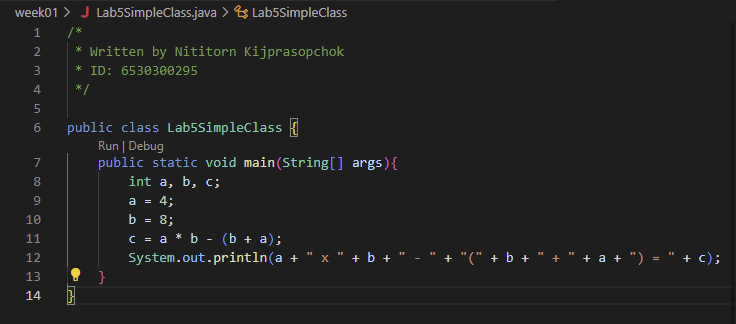 week01 > J Lab5SimpleClass.java > Lab5SimpleClass
1 /*
2 * Written by Nititorn Kijprasopchok
3 * ID: 6530300295
4 */
5
6 public class Lab5SimpleClass {
Run | Debug
7 public static void main(String[] args){
8 int a, b, c;
9 a = 4;
10 b = 8;
11 c = a * b - (b + a);
12 System.out.println(a + " x " + b + " - " + "(" + b + " + " + a + ") = " + c);
13 }
14 }